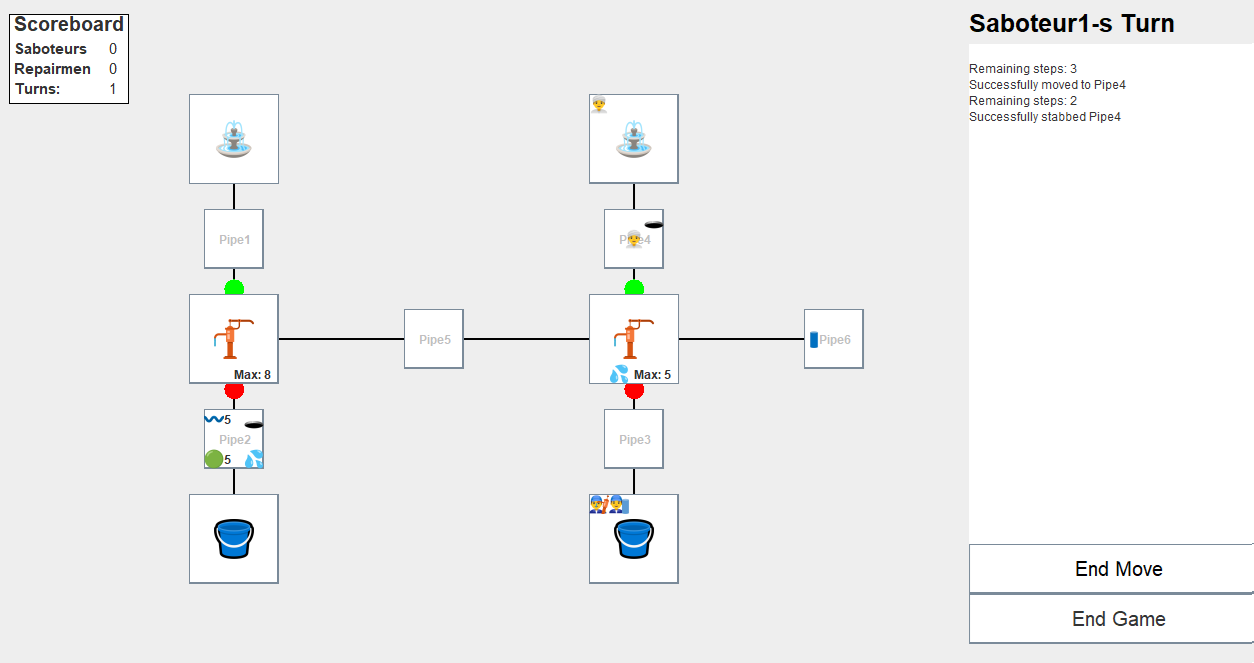 Scoreboard
Saboteurs 0
Repairmen 0
Turns: 1
Saboteur1-s Turn
Remaining steps: 3
Successfully moved to Pipe4
Remaining steps: 2
Successfully stabbed Pipe4
Pipe1
Pipe4
Pipe5
Pipe6
Max: 8
Max: 5
5
Pipe2
5
Pipe3
End Move
End Game